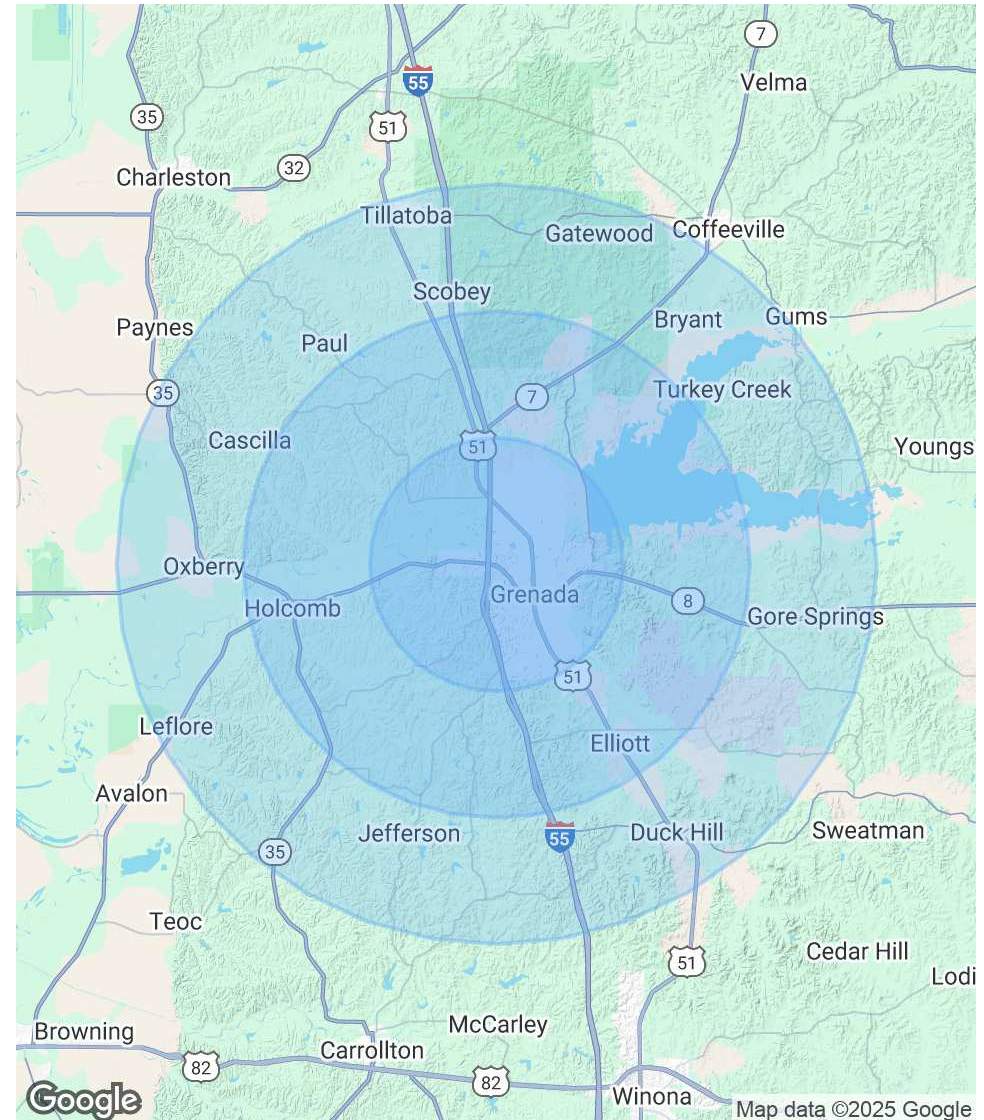 7
55
Velma
35
51
32
Charleston
Tillatoba
Coffeeville
Gatewood
Scobey
Gums
Bryant
Paynes
Paul
Turkey Creek
35
7
Cascilla
51
Youngs
Oxberry
Grenada
8
Holcomb
Gore Springs
51
Leflore
Elliott
Avalon
Sweatman
Duck Hill
Jefferson
55
35
Teoc
Cedar Hill
51
Lodi
McCarley
Browning
Carrollton
82
82
Winona
Google
Map data ©2025 Google